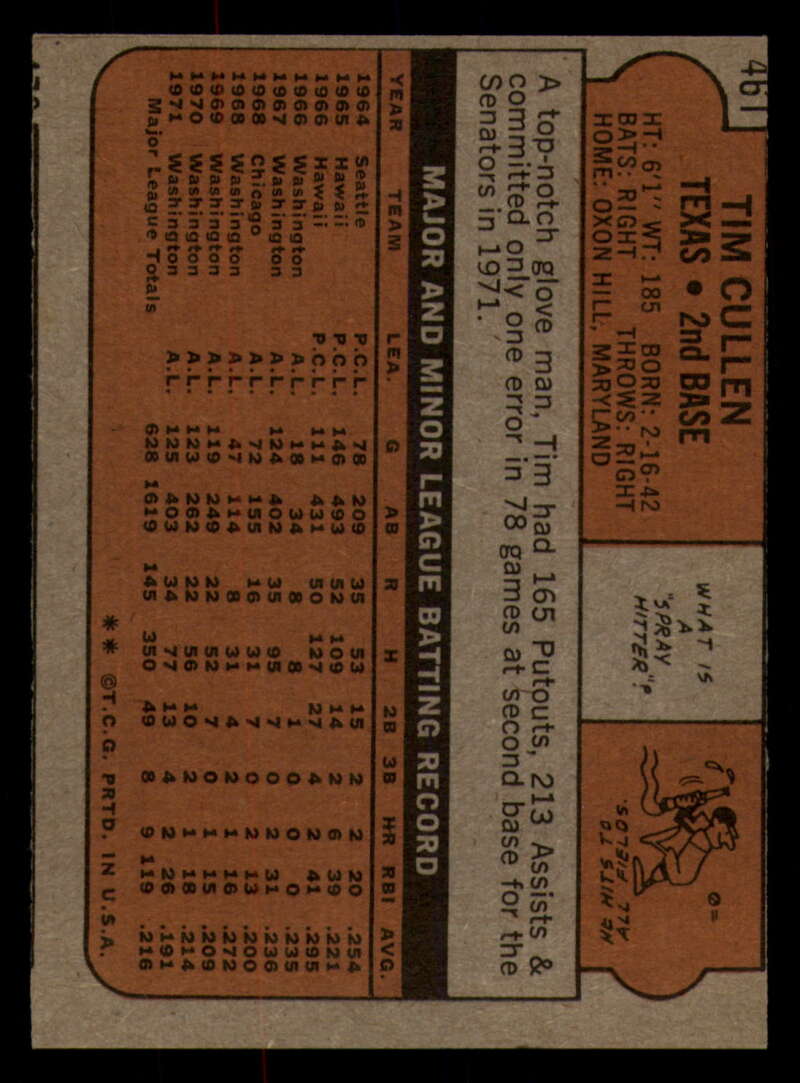 461
TIM CULLEN
TEXAS • 2nd BASE
HT: 6'1" WT: 185 BORN: 2-16-42
BATS: RIGHT THROWS: RIGHT
HOME: OXON HILL, MARYLAND
WHAT IS
A
"SPRAY
HITTER"?
HE HITS TO
ALL FIELDS.
A top-notch glove man, Tim had 165 Putouts, 213 Assists &
committed only one error in 78 games at second base for the
Senators in 1971.
MAJOR AND MINOR LEAGUE BATTING RECORD
YEAR TEAM LEA. G AB R H 2B 3B HR RBI AVG.
1964 Seattle P.C.L. 78 209 35 53 15 2 2 20 .254
1965 Hawaii P.C.L. 146 493 52 109 14 2 6 39 .221
1966 Hawaii P.C.L. 111 431 50 127 27 4 2 41 .295
1966 Washington A.L. 18 34 8 8 1 0 0 0 .235
1967 Washington A.L. 124 402 35 95 7 0 2 31 .236
1968 Chicago A.L. 72 155 16 31 7 0 2 13 .200
1968 Washington A.L. 47 114 8 31 4 2 1 16 .272
1969 Washington A.L. 119 249 22 52 7 0 1 15 .209
1970 Washington A.L. 123 262 22 56 10 2 1 18 .214
1971 Washington A.L. 125 403 34 77 13 4 2 26 .191
Major League Totals 628 1619 145 350 49 8 9 119 .216
** ©T.C.G. PRTD. IN U.S.A.